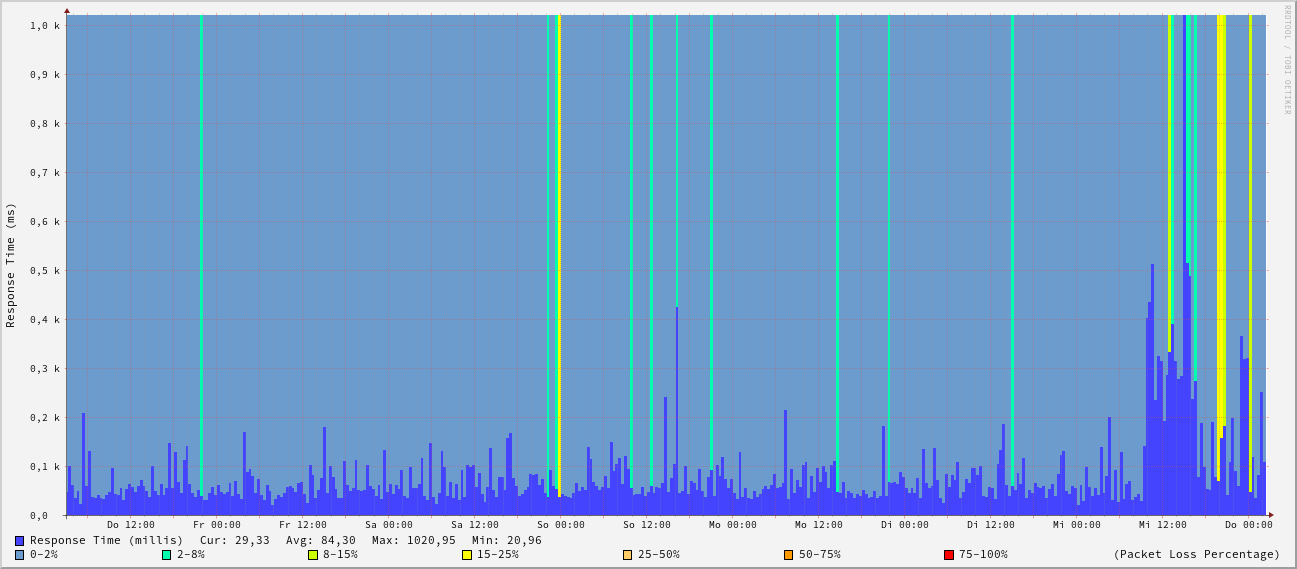 1,0 k
0,9 k
0,8 k
0,7 k
0,6 k
0,5 k
0,4 k
0,3 k
0,2 k
0,1 k
0,0
Response Time (ms)
RRDTOOL / TOBI OETIKER
Do 12:00 Fr 00:00 Fr 12:00 Sa 00:00 Sa 12:00 So 00:00 So 12:00 Mo 00:00 Mo 12:00 Di 00:00 Di 12:00 Mi 00:00 Mi 12:00 Do 00:00
Response Time (millis) Cur: 29,33 Avg: 84,30 Max: 1020,95 Min: 20,96
0-2% 2-8% 8-15% 15-25% 25-50% 50-75% 75-100% (Packet Loss Percentage)